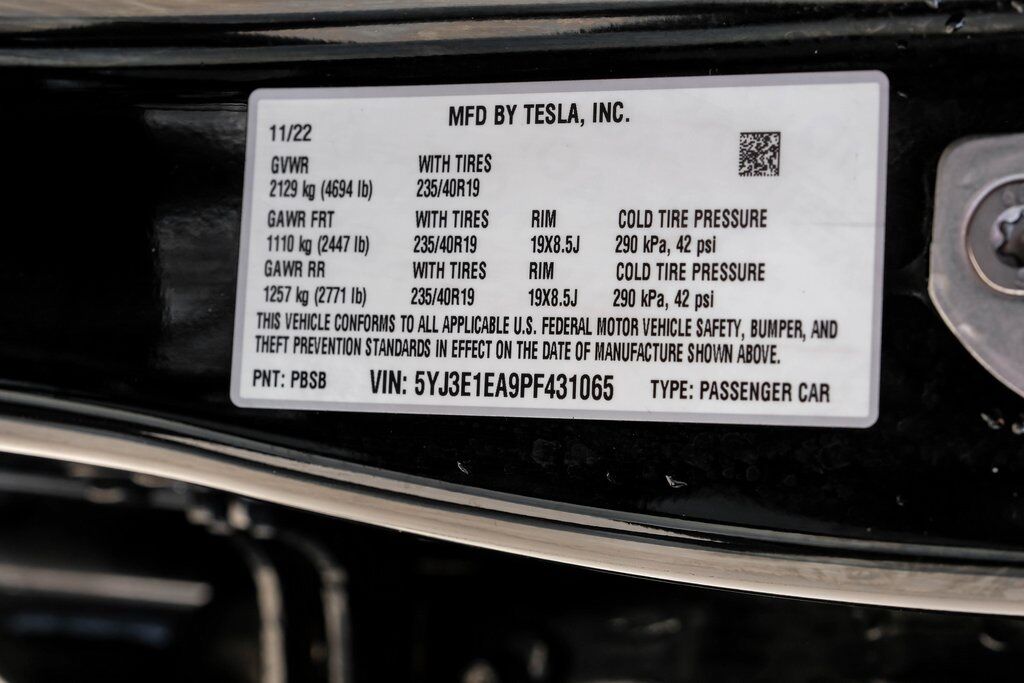 MFD BY TESLA, INC.
11/22
GVWR WITH TIRES
2129 kg (4694 lb) 235/40R19
GAWR FRT WITH TIRES RIM COLD TIRE PRESSURE
1110 kg (2447 lb) 235/40R19 19X8.5J 290 kPa, 42 psi
GAWR RR WITH TIRES RIM COLD TIRE PRESSURE
1257 kg (2771 lb) 235/40R19 19X8.5J 290 kPa, 42 psi
THIS VEHICLE CONFORMS TO ALL APPLICABLE U.S. FEDERAL MOTOR VEHICLE SAFETY, BUMPER, AND
THEFT PREVENTION STANDARDS IN EFFECT ON THE DATE OF MANUFACTURE SHOWN ABOVE.
PNT: PBSB VIN: 5YJ3E1EA9PF431065 TYPE: PASSENGER CAR